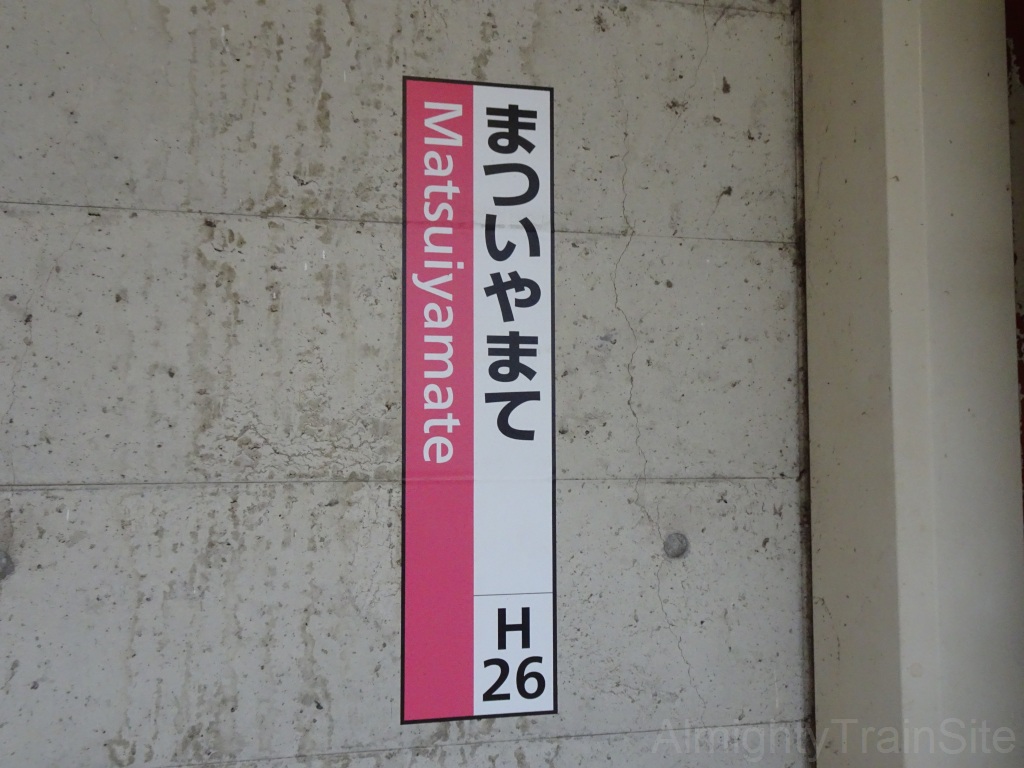 まついやまて
Matsuiyamate
H
26
AlmightyTrainSite